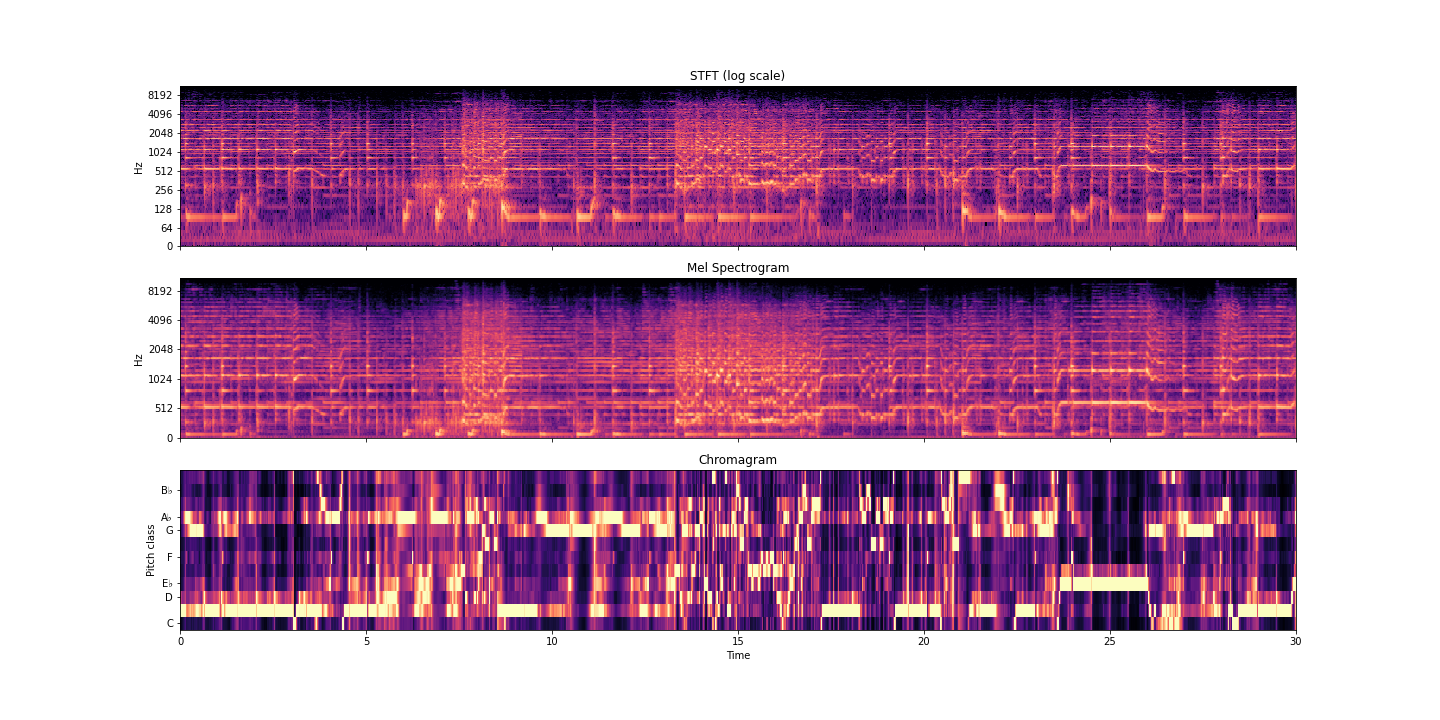 STFT (log scale)
8192
4096
2048
1024
512
256
128
64
0
Hz
Mel Spectrogram
8192
4096
2048
1024
512
0
Hz
Chromagram
B♭
A♭
G
F
E♭
D
C
Pitch class
0 5 10 15 20 25 30
Time